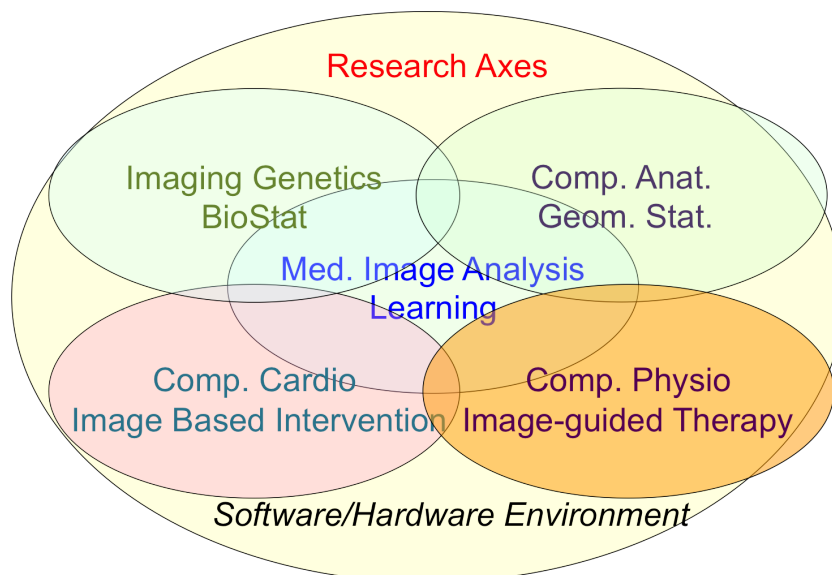 Research Axes
Imaging Genetics
BioStat
Comp. Anat.
Geom. Stat.
Med. Image Analysis
Learning
Comp. Cardio
Image Based Intervention
Comp. Physio
Image-guided Therapy
Software/Hardware Environment